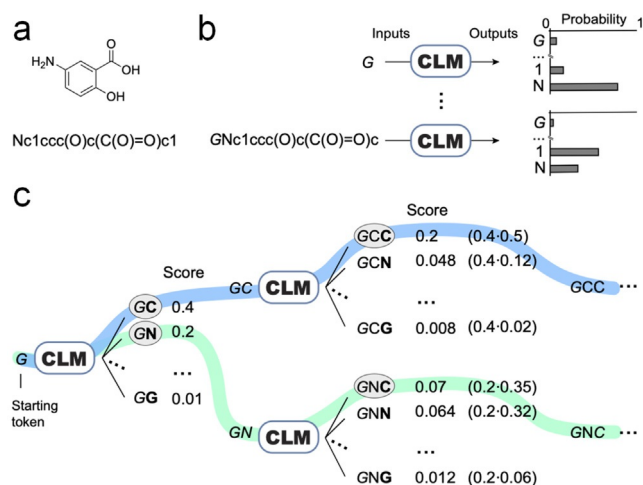 a
H₂N
O
OH
OH
Nc1ccc(O)c(C(O)=O)c1
b
Inputs Outputs
0 Probability 1
G CLM
G
...
1
N
⋮
GNc1ccc(O)c(C(O)=O)c CLM
G
...
1
N
c
Score
Score
G CLM
Starting token
GC 0.4
GN 0.2
...
GG 0.01
GC CLM
GCC 0.2 (0.4·0.5)
GCN 0.048 (0.4·0.12)
...
GCG 0.008 (0.4·0.02)
GCC ...
GN CLM
GNC 0.07 (0.2·0.35)
GNN 0.064 (0.2·0.32)
...
GNG 0.012 (0.2·0.06)
GNC ...